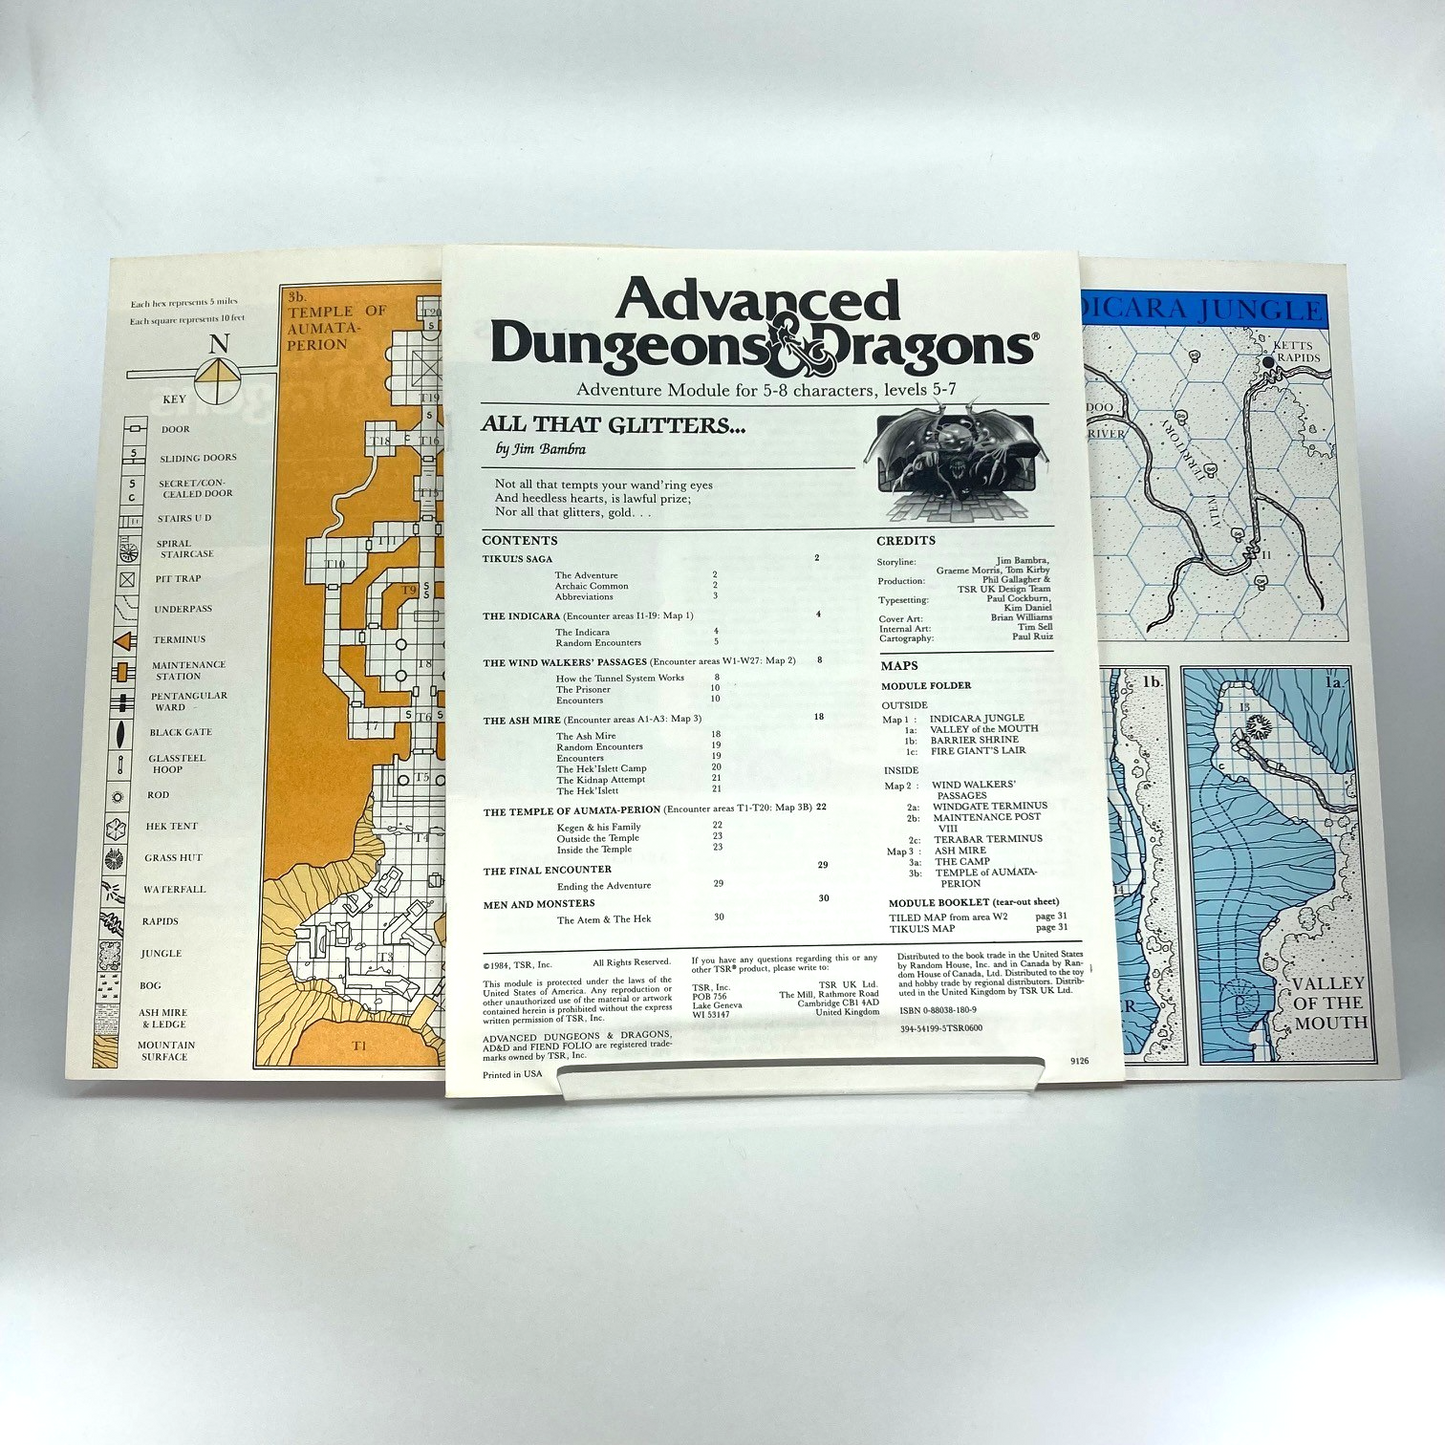 Each hex represents 5 miles
Each square represents 10 feet
N
KEY
DOOR
S
SLIDING DOORS
S
C
SECRET/CON-
CEALED DOOR
STAIRS U D
SPIRAL
STAIRCASE
PIT TRAP
UNDERPASS
TERMINUS
MAINTENANCE
STATION
PENTANGULAR
WARD
BLACK GATE
GLASSTEEL
HOOP
ROD
HEK TENT
GRASS HUT
WATERFALL
RAPIDS
JUNGLE
BOG
ASH MIRE
& LEDGE
MOUNTAIN
SURFACE
3b.
TEMPLE OF
AUMATA-
PERION
T20
S
T19
S
T18
C
T16
T15
T11
T10
T9
S
S
T8
S
T6
S
T7
T5
T4
T3
T1
Advanced
Dungeons & Dragons®
Adventure Module for 5-8 characters, levels 5-7
ALL THAT GLITTERS...
by Jim Bambra
Not all that tempts your wand'ring eyes
And heedless hearts, is lawful prize;
Nor all that glitters, gold. . .
CONTENTS
TIKUL'S SAGA 2
The Adventure 2
Archaic Common 2
Abbreviations 3
THE INDICARA (Encounter areas I1-I9: Map 1) 4
The Indicara 4
Random Encounters 5
THE WIND WALKERS' PASSAGES (Encounter areas W1-W27: Map 2) 8
How the Tunnel System Works 8
The Prisoner 10
Encounters 10
THE ASH MIRE (Encounter areas A1-A3: Map 3) 18
The Ash Mire 18
Random Encounters 19
Encounters 19
The Hek'Islett Camp 20
The Kidnap Attempt 21
The Hek'Islett 21
THE TEMPLE OF AUMATA-PERION (Encounter areas T1-T20: Map 3B) 22
Kegen & his Family 22
Outside the Temple 23
Inside the Temple 23
THE FINAL ENCOUNTER 29
Ending the Adventure 29
MEN AND MONSTERS 30
The Atem & The Hek 30
CREDITS
Storyline: Jim Bambra,
Graeme Morris, Tom Kirby
Production: Phil Gallagher &
TSR UK Design Team
Typesetting: Paul Cockburn,
Kim Daniel
Cover Art: Brian Williams
Internal Art: Tim Sell
Cartography: Paul Ruiz
MAPS
MODULE FOLDER
OUTSIDE
Map 1 : INDICARA JUNGLE
1a: VALLEY of the MOUTH
1b: BARRIER SHRINE
1c: FIRE GIANT'S LAIR
INSIDE
Map 2 : WIND WALKERS'
PASSAGES
2a: WINDGATE TERMINUS
2b: MAINTENANCE POST
VIII
2c: TERABAR TERMINUS
Map 3 : ASH MIRE
3a: THE CAMP
3b: TEMPLE of AUMATA-
PERION
MODULE BOOKLET (tear-out sheet)
TILED MAP from area W2 page 31
TIKUL'S MAP page 31
©1984, TSR, Inc. All Rights Reserved.
This module is protected under the laws of the
United States of America. Any reproduction or
other unauthorized use of the material or artwork
contained herein is prohibited without the express
written permission of TSR, Inc.
ADVANCED DUNGEONS & DRAGONS,
AD&D and FIEND FOLIO are registered trade-
marks owned by TSR, Inc.
Printed in USA
If you have any questions regarding this or any
other TSR® product, please write to:
TSR, Inc.
POB 756
Lake Geneva
WI 53147
TSR UK Ltd.
The Mill, Rathmore Road
Cambridge CB1 4AD
United Kingdom
Distributed to the book trade in the United States
by Random House, Inc. and in Canada by Ran-
dom House of Canada, Ltd. Distributed to the toy
and hobby trade by regional distributors. Distrib-
uted in the United Kingdom by TSR UK Ltd.
ISBN 0-88038-180-9
394-54199-5TSR0600
9126
DICARA JUNGLE
KETTS
RAPIDS
DOO
RIVER
ATEM TERRITORY
I1
1b.
14
ER
1a.
I3
C
VALLEY
OF THE
MOUTH